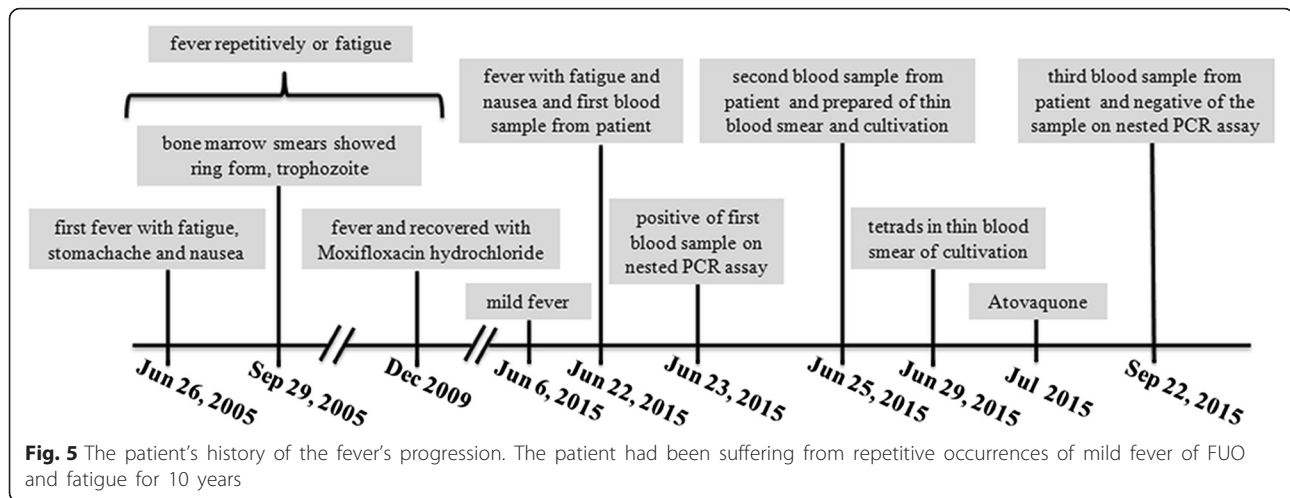 fever repetitively or fatigue
bone marrow smears showed
ring form, trophozoite
first fever with fatigue,
stomachache and nausea
fever and recovered with
Moxifloxacin hydrochloride
mild fever
fever with fatigue and
nausea and first blood
sample from patient
positive of first
blood sample on
nested PCR assay
second blood sample from
patient and prepared of thin
blood smear and cultivation
tetrads in thin blood
smear of cultivation
Atovaquone
third blood sample from
patient and negative of the
sample on nested PCR assay
Jun 26, 2005
Sep 29, 2005
Dec 2009
Jun 6, 2015
Jun 22, 2015
Jun 23, 2015
Jun 25, 2015
Jun 29, 2015
Jul 2015
Sep 22, 2015
Fig. 5 The patient's history of the fever's progression. The patient had been suffering from repetitive occurrences of mild fever of FUO
and fatigue for 10 years